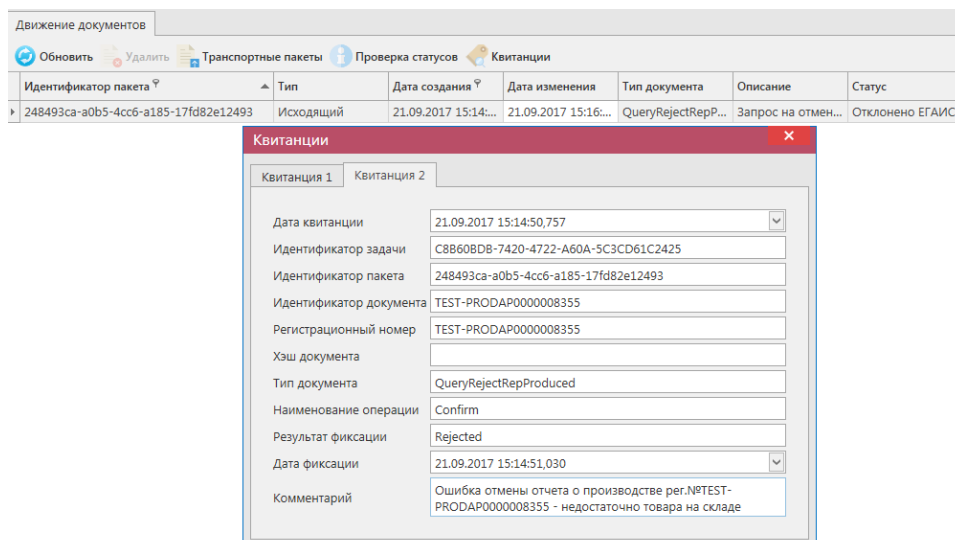 Движение документов
Обновить Удалить Транспортные пакеты Проверка статусов Квитанции
Идентификатор пакета Тип Дата создания Дата изменения Тип документа Описание Статус
248493ca-a0b5-4cc6-a185-17fd82e12493 Исходящий 21.09.2017 15:14:... 21.09.2017 15:16:... QueryRejectRepP... Запрос на отмен... Отклонено ЕГАИС
Квитанции
Квитанция 1 Квитанция 2
Дата квитанции 21.09.2017 15:14:50,757
Идентификатор задачи C8B60BDB-7420-4722-A60A-5C3CD61C2425
Идентификатор пакета 248493ca-a0b5-4cc6-a185-17fd82e12493
Идентификатор документа TEST-PRODAP0000008355
Регистрационный номер TEST-PRODAP0000008355
Хэш документа
Тип документа QueryRejectRepProduced
Наименование операции Confirm
Результат фиксации Rejected
Дата фиксации 21.09.2017 15:14:51,030
Комментарий Ошибка отмены отчета о производстве рег.№TEST-
PRODAP0000008355 - недостаточно товара на складе